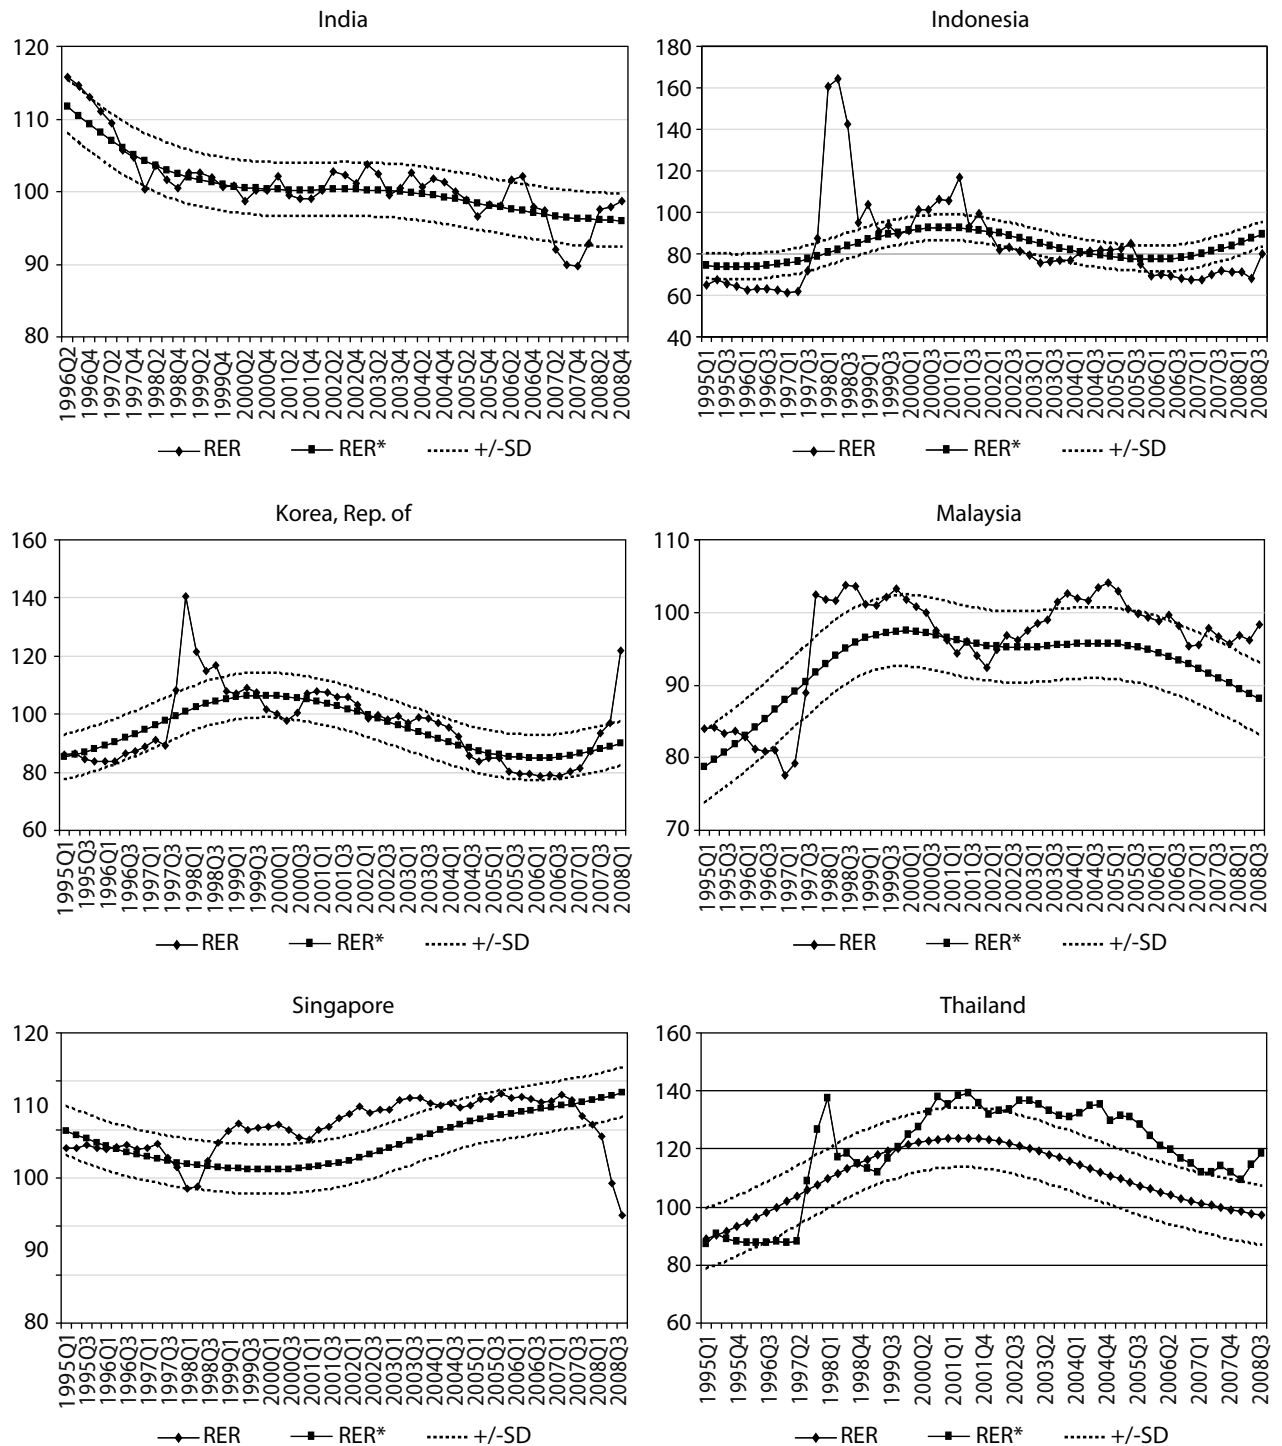 India
120
110
100
90
80
1996Q2 1996Q4 1997Q2 1997Q4 1998Q2 1998Q4 1999Q2 1999Q4 2000Q2 2000Q4 2001Q2 2001Q4 2002Q2 2002Q4 2003Q2 2003Q4 2004Q2 2004Q4 2005Q2 2005Q4 2006Q2 2006Q4 2007Q2 2007Q4 2008Q2 2008Q4
RER RER* +/-SD
Indonesia
180
160
140
120
100
80
60
40
1995Q1 1995Q3 1996Q1 1996Q3 1997Q1 1997Q3 1998Q1 1998Q3 1999Q1 1999Q3 2000Q1 2000Q3 2001Q1 2001Q3 2002Q1 2002Q3 2003Q1 2003Q3 2004Q1 2004Q3 2005Q1 2005Q3 2006Q1 2006Q3 2007Q1 2007Q3 2008Q1 2008Q3
RER RER* +/-SD
Korea, Rep. of
160
140
120
100
80
60
1995Q1 1995Q3 1996Q1 1996Q3 1997Q1 1997Q3 1998Q1 1998Q3 1999Q1 1999Q3 2000Q1 2000Q3 2001Q1 2001Q3 2002Q1 2002Q3 2003Q1 2003Q3 2004Q1 2004Q3 2005Q1 2005Q3 2006Q1 2006Q3 2007Q1 2007Q3 2008Q1
RER RER* +/-SD
Malaysia
110
100
90
80
70
1995Q1 1995Q3 1996Q1 1996Q3 1997Q1 1997Q3 1998Q1 1998Q3 1999Q1 1999Q3 2000Q1 2000Q3 2001Q1 2001Q3 2002Q1 2002Q3 2003Q1 2003Q3 2004Q1 2004Q3 2005Q1 2005Q3 2006Q1 2006Q3 2007Q1 2007Q3 2008Q1 2008Q3
RER RER* +/-SD
Singapore
120
110
100
90
80
1995Q1 1995Q3 1996Q1 1996Q3 1997Q1 1997Q3 1998Q1 1998Q3 1999Q1 1999Q3 2000Q1 2000Q3 2001Q1 2001Q3 2002Q1 2002Q3 2003Q1 2003Q3 2004Q1 2004Q3 2005Q1 2005Q3 2006Q1 2006Q3 2007Q1 2007Q3 2008Q1 2008Q3
RER RER* +/-SD
Thailand
160
140
120
100
80
60
1995Q1 1995Q4 1996Q3 1997Q2 1998Q1 1998Q4 1999Q3 2000Q2 2001Q1 2001Q4 2002Q3 2003Q2 2004Q1 2004Q4 2005Q3 2006Q2 2007Q1 2007Q4 2008Q3
RER RER* +/-SD